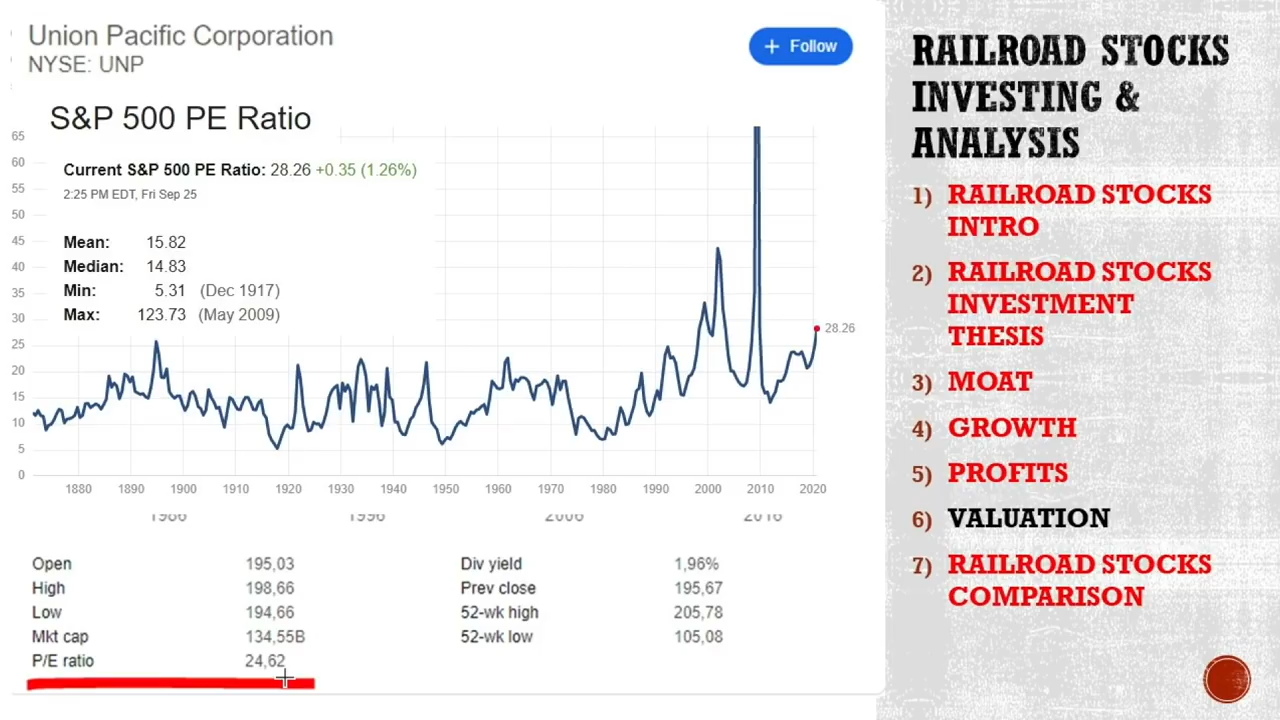 Union Pacific Corporation
NYSE: UNP
+ Follow
S&P 500 PE Ratio
Current S&P 500 PE Ratio: 28.26 +0.35 (1.26%)
2:25 PM EDT, Fri Sep 25
Mean: 15.82
Median: 14.83
Min: 5.31 (Dec 1917)
Max: 123.73 (May 2009)
65
60
55
50
45
40
35
30
25
20
15
10
5
0
28.26
1880 1890 1900 1910 1920 1930 1940 1950 1960 1970 1980 1990 2000 2010 2020
1986 1996 2006 2016
Open 195,03 Div yield 1,96%
High 198,66 Prev close 195,67
Low 194,66 52-wk high 205,78
Mkt cap 134,55B 52-wk low 105,08
P/E ratio 24,62
RAILROAD STOCKS
INVESTING &
ANALYSIS
1) RAILROAD STOCKS
INTRO
2) RAILROAD STOCKS
INVESTMENT
THESIS
3) MOAT
4) GROWTH
5) PROFITS
6) VALUATION
7) RAILROAD STOCKS
COMPARISON